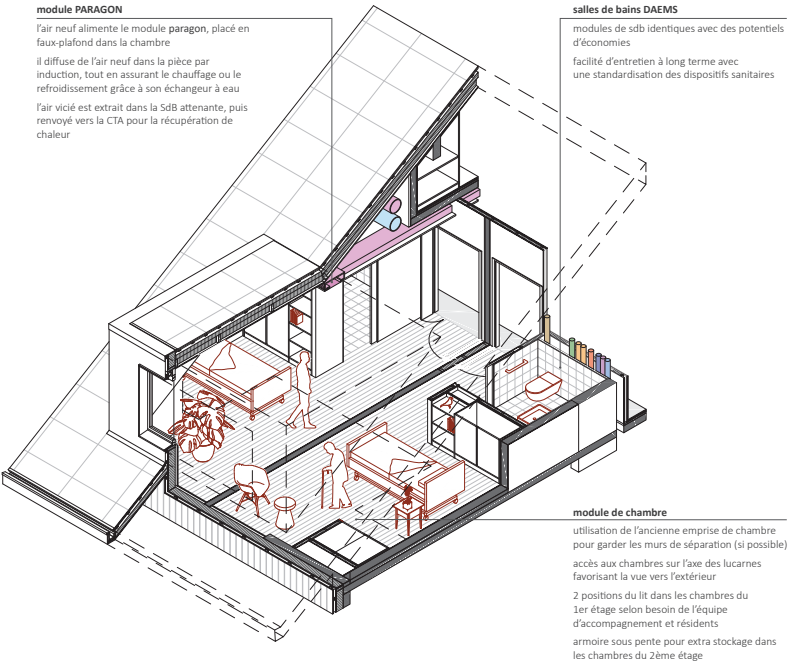 module PARAGON
l'air neuf alimente le module paragon, placé en
faux-plafond dans la chambre
il diffuse de l'air neuf dans la pièce par
induction, tout en assurant le chauffage ou le
refroidissement grâce à son échangeur à eau
l'air vicié est extrait dans la SdB attenante, puis
renvoyé vers la CTA pour la récupération de
chaleur
salles de bains DAEMS
modules de sdb identiques avec des potentiels
d'économies
facilité d'entretien à long terme avec
une standardisation des dispositifs sanitaires
module de chambre
utilisation de l'ancienne emprise de chambre
pour garder les murs de séparation (si possible)
accès aux chambres sur l'axe des lucarnes
favorisant la vue vers l'extérieur
2 positions du lit dans les chambres du
1er étage selon besoin de l'équipe
d'accompagnement et résidents
armoire sous pente pour extra stockage dans
les chambres du 2ème étage